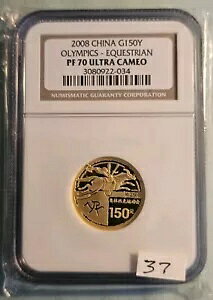 2008 CHINA G150Y
OLYMPICS - EQUESTRIAN
PF 70 ULTRA CAMEO
3080922-034
NUMISMATIC GUARANTY CORPORATION
150元
37